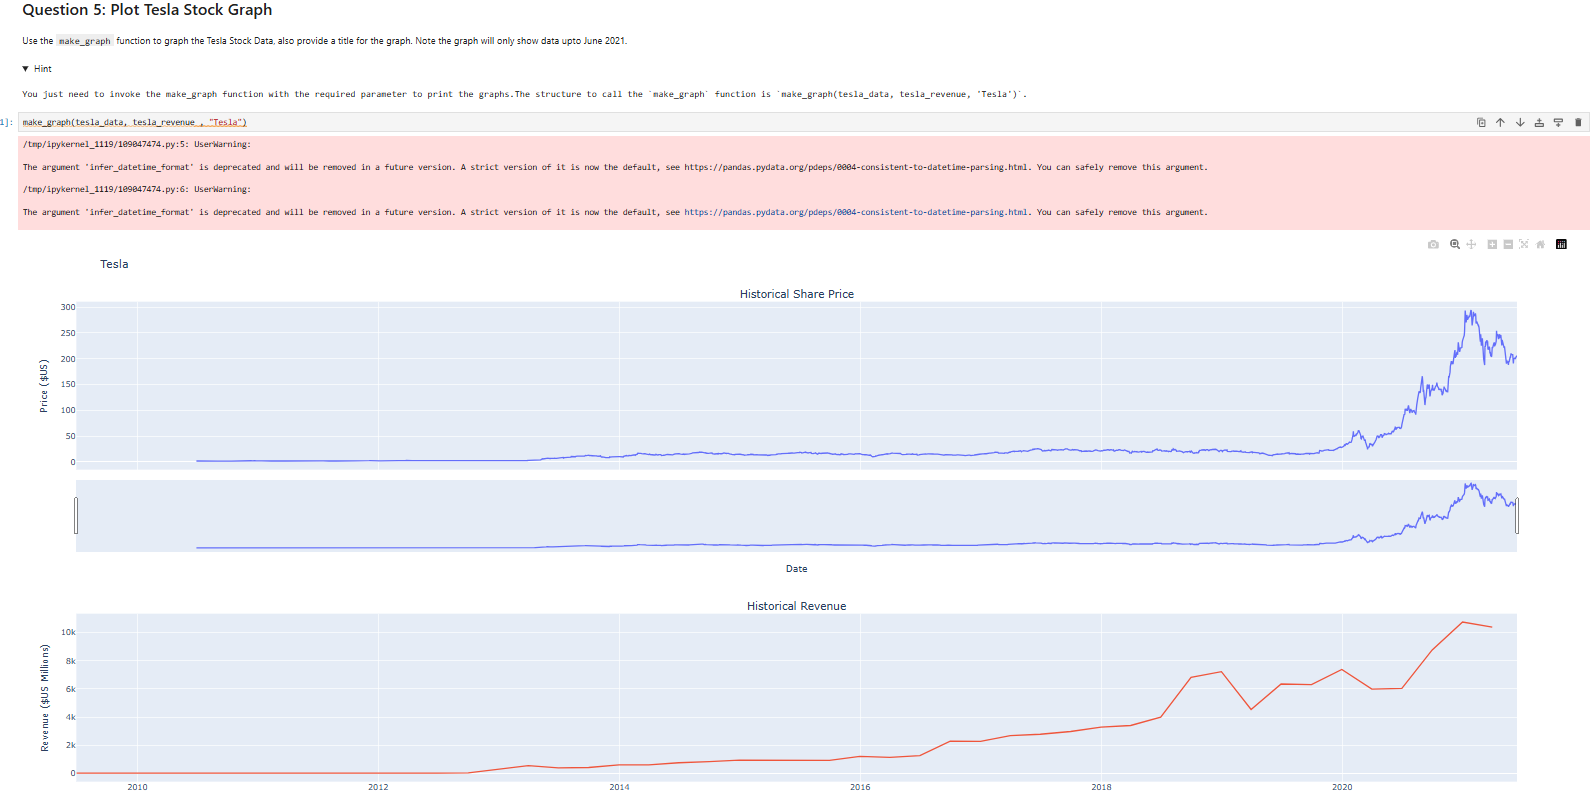 Question 5: Plot Tesla Stock Graph
Use the make_graph function to graph the Tesla Stock Data, also provide a title for the graph. Note the graph will only show data upto June 2021.
▼ Hint
You just need to invoke the make_graph function with the required parameter to print the graphs.The structure to call the `make_graph` function is `make_graph(tesla_data, tesla_revenue, 'Tesla')`.
1]: make_graph(tesla_data, tesla_revenue , "Tesla")
/tmp/ipykernel_1119/109047474.py:5: UserWarning:
The argument 'infer_datetime_format' is deprecated and will be removed in a future version. A strict version of it is now the default, see https://pandas.pydata.org/pdeps/0004-consistent-to-datetime-parsing.html. You can safely remove this argument.
/tmp/ipykernel_1119/109047474.py:6: UserWarning:
The argument 'infer_datetime_format' is deprecated and will be removed in a future version. A strict version of it is now the default, see https://pandas.pydata.org/pdeps/0004-consistent-to-datetime-parsing.html. You can safely remove this argument.
Tesla
Historical Share Price
Price ($US)
300
250
200
150
100
50
0
Date
Historical Revenue
Revenue ($US Millions)
10k
8k
6k
4k
2k
0
2010 2012 2014 2016 2018 2020